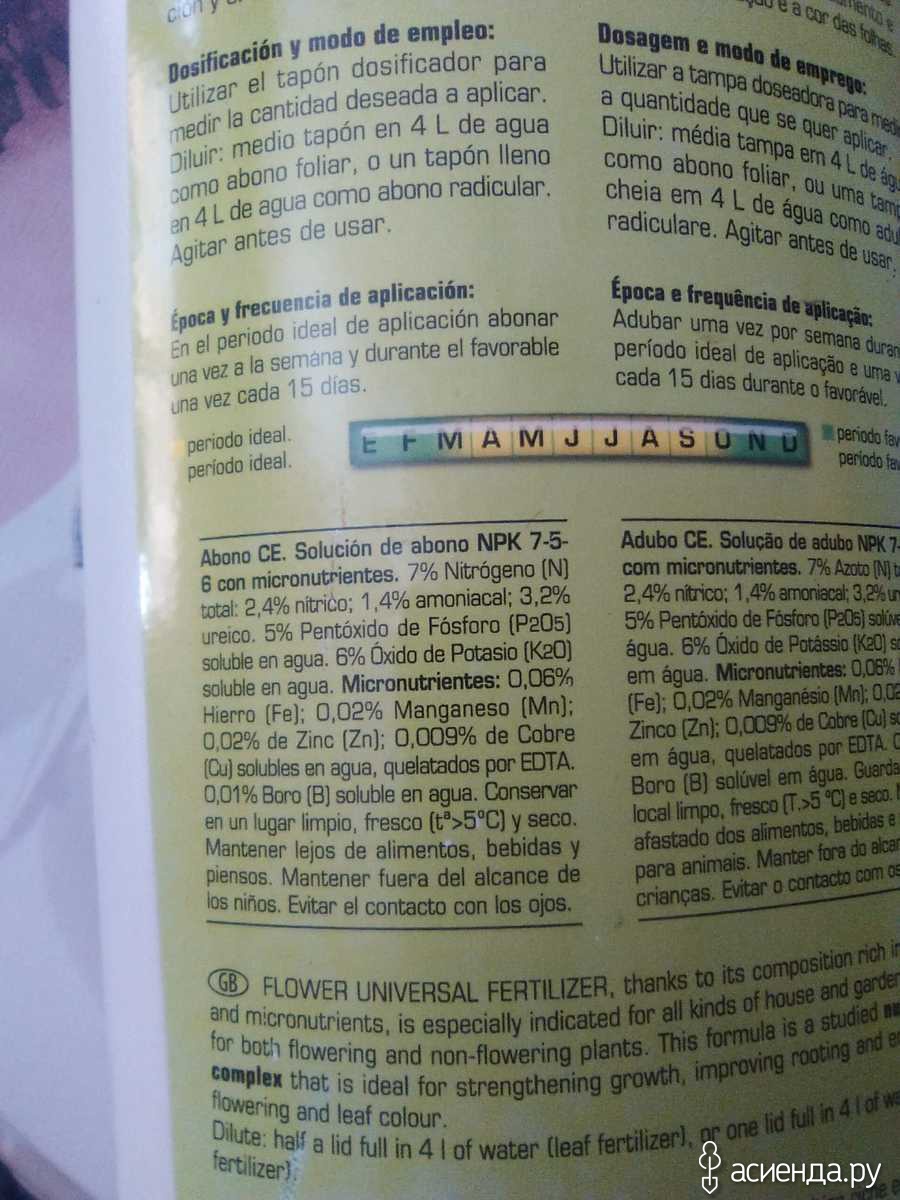 ción y
Dosificación y modo de empleo:
Utilizar el tapón dosificador para
medir la cantidad deseada a aplicar.
Diluir: medio tapón en 4 L de agua
como abono foliar, o un tapón lleno
en 4 L de agua como abono radicular.
Agitar antes de usar.
Época y frecuencia de aplicación:
En el periodo ideal de aplicación abonar
una vez a la semana y durante el favorable
una vez cada 15 días.
periodo ideal.
período ideal.
E F M A M J J A S O N D
Abono CE. Solución de abono NPK 7-5-
6 con micronutrientes. 7% Nitrógeno (N)
total: 2,4% nítrico; 1,4% amoniacal; 3,2%
ureico. 5% Pentóxido de Fósforo (P2O5)
soluble en agua. 6% Óxido de Potasio (K2O)
soluble en agua. Micronutrientes: 0,06%
Hierro (Fe); 0,02% Manganeso (Mn);
0,02% de Zinc (Zn); 0,009% de Cobre
(Cu) solubles en agua, quelatados por EDTA.
0,01% Boro (B) soluble en agua. Conservar
en un lugar limpio, fresco (tª>5ºC) y seco.
Mantener lejos de alimentos, bebidas y
piensos. Mantener fuera del alcance de
los niños. Evitar el contacto con los ojos.
e a cor das folhas.
Dosagem e modo de emprego:
Utilizar a tampa doseadora para
a quantidade que se quer aplicar.
Diluir: média tampa em 4 L de
como abono foliar, ou uma
cheia em 4 L de água como
radiculare. Agitar antes de usar.
Época e frequência de aplicação:
Adubar uma vez por semana
período ideal de aplicação e uma
cada 15 dias durante o favorável.
periodo
período
Adubo CE. Solução de adubo NPK 7-
com micronutrientes. 7% Azoto (N)
2,4% nítrico; 1,4% amoniacal; 3,2%
5% Pentóxido de Fósforo (P2O5)
água. 6% Óxido de Potássio (K2O)
em água. Micronutrientes: 0,06%
(Fe); 0,02% Manganésio (Mn);
Zinco (Zn); 0,009% de Cobre (Cu)
em água, quelatados por EDTA.
Boro (B) solúvel em água.
local limpo, fresco (T.>5 ºC) e seco.
afastado dos alimentos, bebidas e
para animais. Manter fora do
crianças. Evitar o contacto com os
GB FLOWER UNIVERSAL FERTILIZER, thanks to its composition rich in
and micronutrients, is especially indicated for all kinds of house and
for both flowering and non-flowering plants. This formula is a studied
complex that is ideal for strengthening growth, improving rooting and
flowering and leaf colour.
Dilute: half a lid full in 4 l of water (leaf fertilizer), or one lid full in 4 l of
fertilizer).
асиенда.ру